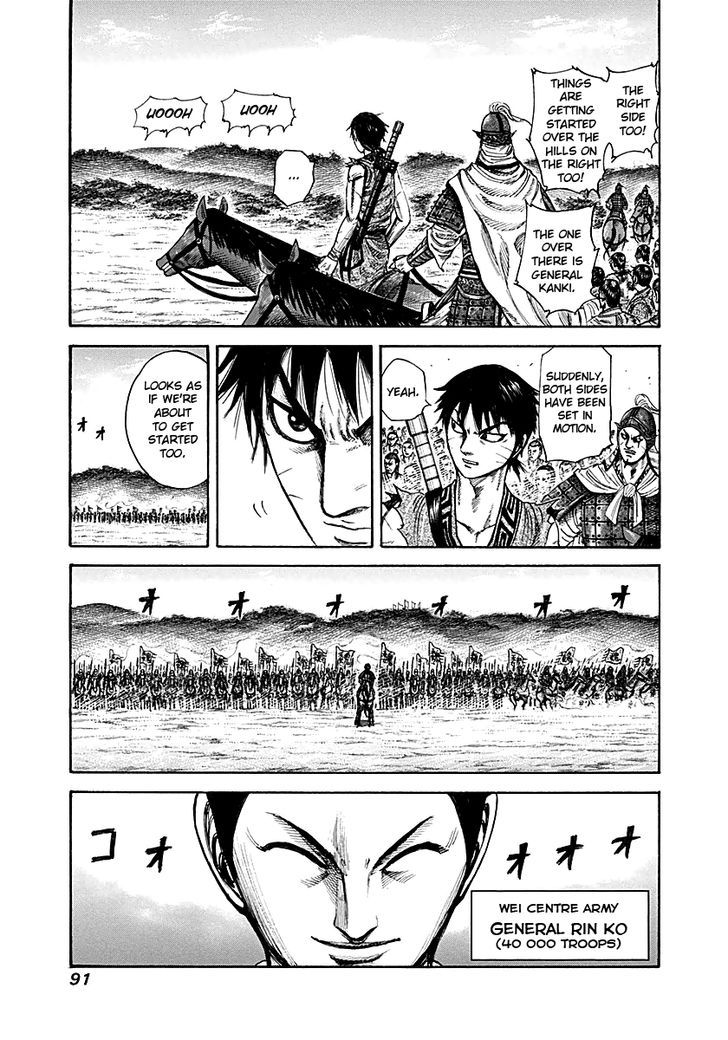 THE
RIGHT
SIDE
TOO!
THINGS
ARE
GETTING
STARTED
OVER THE
HILLS ON
THE RIGHT
TOO!
THE ONE
OVER
THERE IS
GENERAL
KANKI.
UOOH
UOOOH
...
SUDDENLY,
BOTH SIDES
HAVE BEEN
SET IN
MOTION.
YEAH.
LOOKS AS
IF WE'RE
ABOUT
TO GET
STARTED
TOO.
オ
オ
オ オ オ オ オ オ
コ オ オ オ オ
WEI CENTRE ARMY
GENERAL RIN KO
(40 000 TROOPS)
91